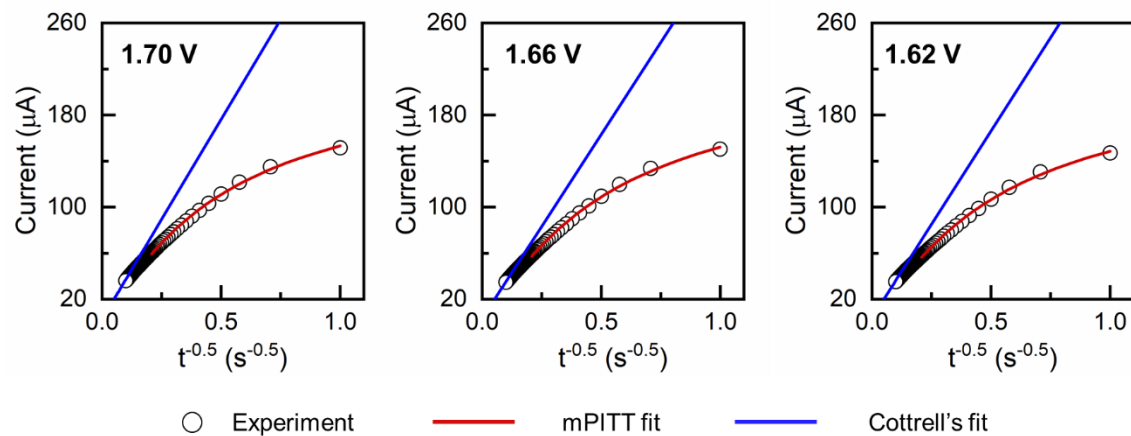 260
180
100
20
Current (μA)
1.70 V
0.0
0.5
1.0
t-0.5 (s-0.5)
260
180
100
20
Current (μA)
1.66 V
0.0
0.5
1.0
t-0.5 (s-0.5)
260
180
100
20
Current (μA)
1.62 V
0.0
0.5
1.0
t-0.5 (s-0.5)
Experiment
mPITT fit
Cottrell's fit